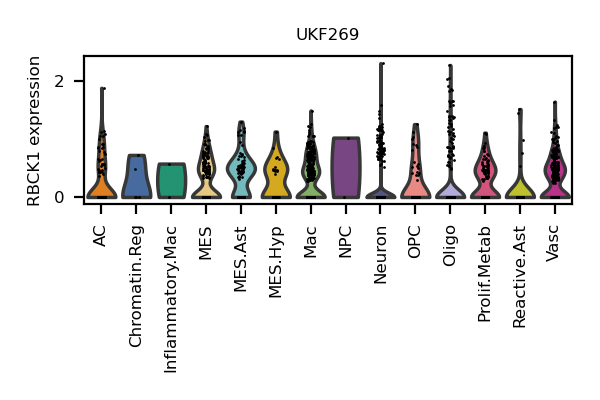 UKF269
RBCK1 expression
2
0
AC
Chromatin.Reg
Inflammatory.Mac
MES
MES.Ast
MES.Hyp
Mac
NPC
Neuron
OPC
Oligo
Prolif.Metab
Reactive.Ast
Vasc